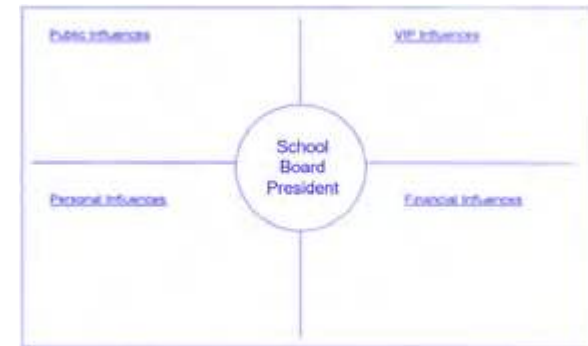 Public Influences
VIP Influences
School
Board
President
Personal Influences
Financial Influences